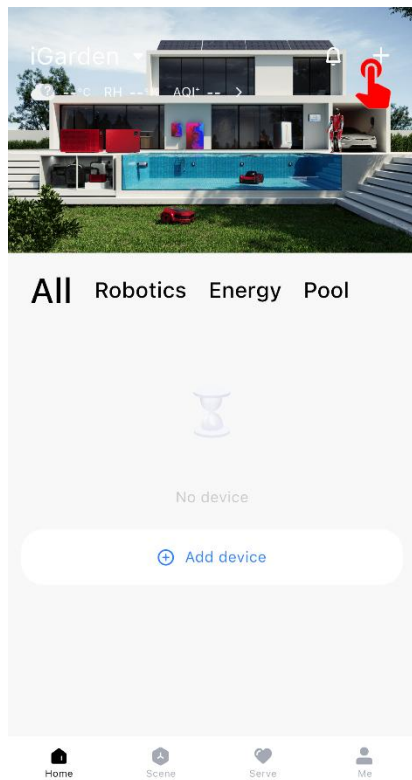 iGarden
--°C RH --% AQI: -- >
All Robotics Energy Pool
No device
Add device
Home Scene Serve Me